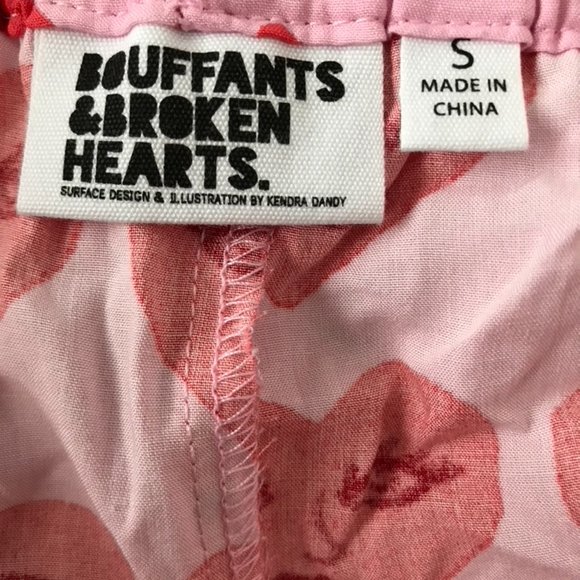 BOUFFANTS
&BROKEN
HEARTS.
SURFACE DESIGN & ILLUSTRATION BY KENDRA DANDY
S
MADE IN
CHINA